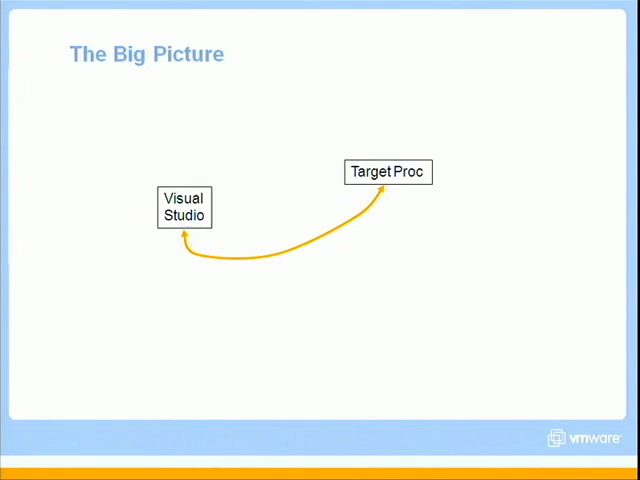 The Big Picture
Target Proc
Visual
Studio
vmware